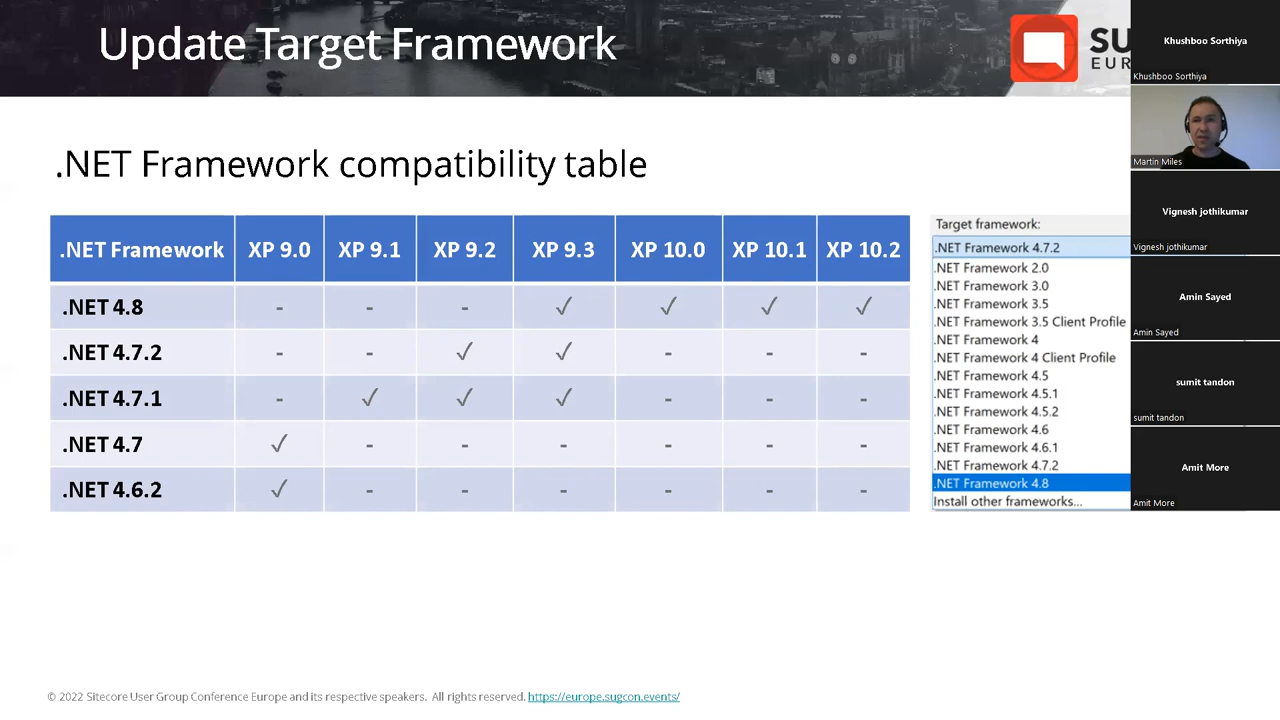 Update Target Framework
SU
EUR
.NET Framework compatibility table
.NET Framework XP 9.0 XP 9.1 XP 9.2 XP 9.3 XP 10.0 XP 10.1 XP 10.2
.NET 4.8 - - - ✓ ✓ ✓ ✓
.NET 4.7.2 - - ✓ ✓ - - -
.NET 4.7.1 - ✓ ✓ ✓ - - -
.NET 4.7 ✓ - - - - - -
.NET 4.6.2 ✓ - - - - - -
Target framework:
.NET Framework 4.7.2
.NET Framework 2.0
.NET Framework 3.0
.NET Framework 3.5
.NET Framework 3.5 Client Profile
.NET Framework 4
.NET Framework 4 Client Profile
.NET Framework 4.5
.NET Framework 4.5.1
.NET Framework 4.5.2
.NET Framework 4.6
.NET Framework 4.6.1
.NET Framework 4.7.2
.NET Framework 4.8
Install other frameworks...
Khushboo Sorthiya
Khushboo Sorthiya
Martin Miles
Vignesh jothikumar
Vignesh jothikumar
Amin Sayed
Amin Sayed
sumit tandon
sumit tandon
Amit More
Amit More
© 2022 Sitecore User Group Conference Europe and its respective speakers. All rights reserved. https://europe.sugcon.events/